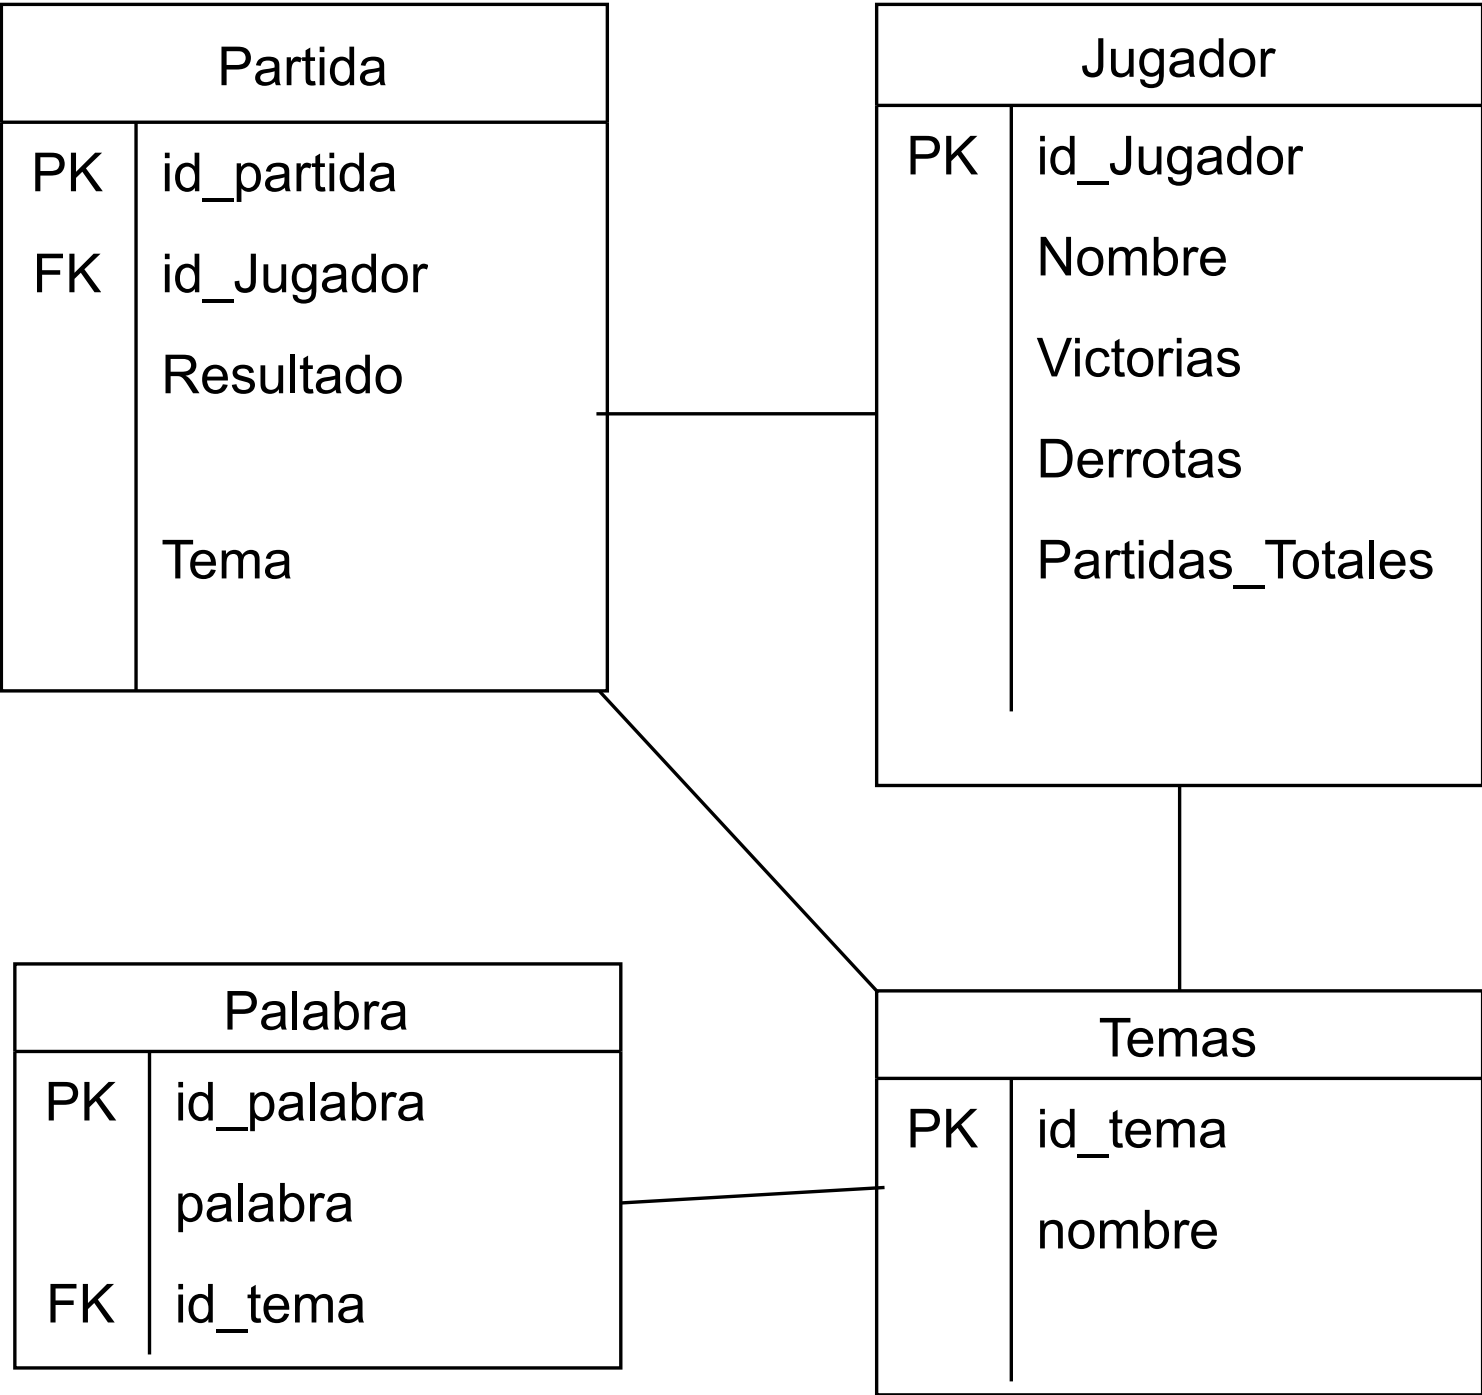 Partida
PK id_partida
FK id_Jugador
Resultado
Tema
Jugador
PK id_Jugador
Nombre
Victorias
Derrotas
Partidas_Totales
Palabra
PK id_palabra
palabra
FK id_tema
Temas
PK id_tema
nombre